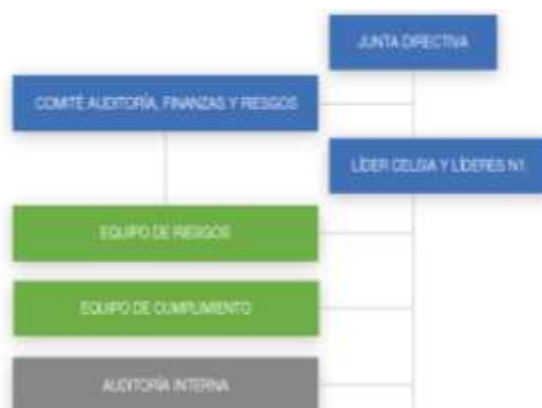 JUNTA DIRECTIVA
COMITÉ AUDITORÍA, FINANZAS Y RIESGOS
LÍDER CELSIA Y LÍDERES N1
EQUIPO DE RIESGOS
EQUIPO DE CUMPLIMIENTO
AUDITORÍA INTERNA